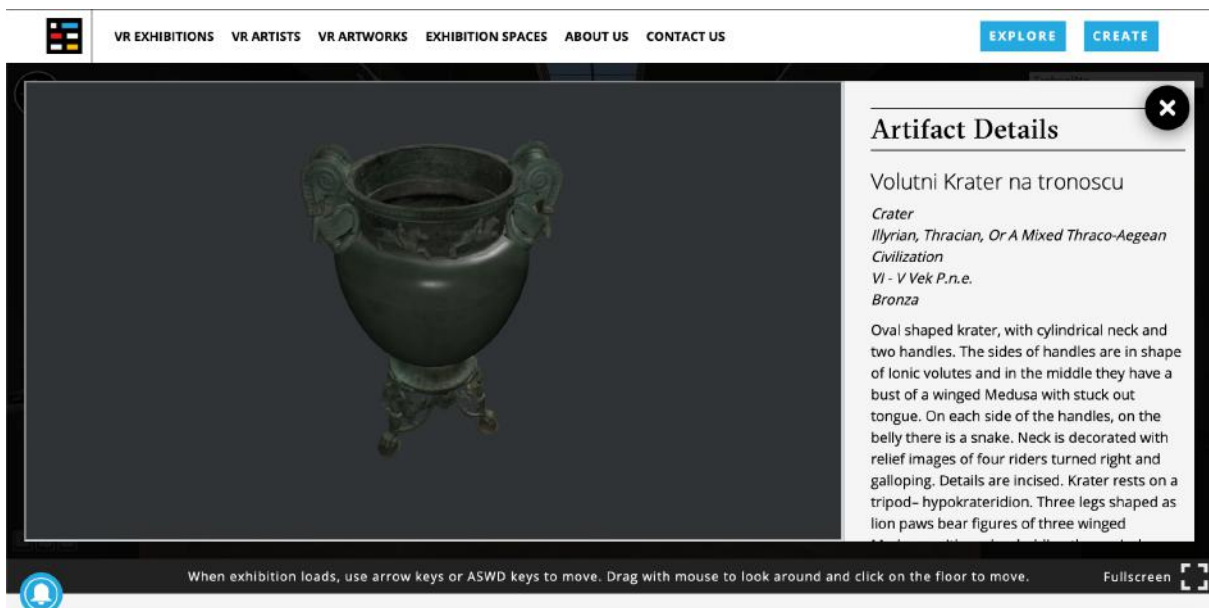 VR EXHIBITIONS VR ARTISTS VR ARTWORKS EXHIBITION SPACES ABOUT US CONTACT US EXPLORE CREATE
Artifact Details
Volutni Krater na tronoscu
Crater
Illyrian, Thracian, Or A Mixed Thraco-Aegean
Civilization
VI - V Vek P.n.e.
Bronza
Oval shaped krater, with cylindrical neck and
two handles. The sides of handles are in shape
of Ionic volutes and in the middle they have a
bust of a winged Medusa with stuck out
tongue. On each side of the handles, on the
belly there is a snake. Neck is decorated with
relief images of four riders turned right and
galloping. Details are incised. Krater rests on a
tripod– hypokrateridion. Three legs shaped as
lion paws bear figures of three winged
When exhibition loads, use arrow keys or ASWD keys to move. Drag with mouse to look around and click on the floor to move.
Fullscreen